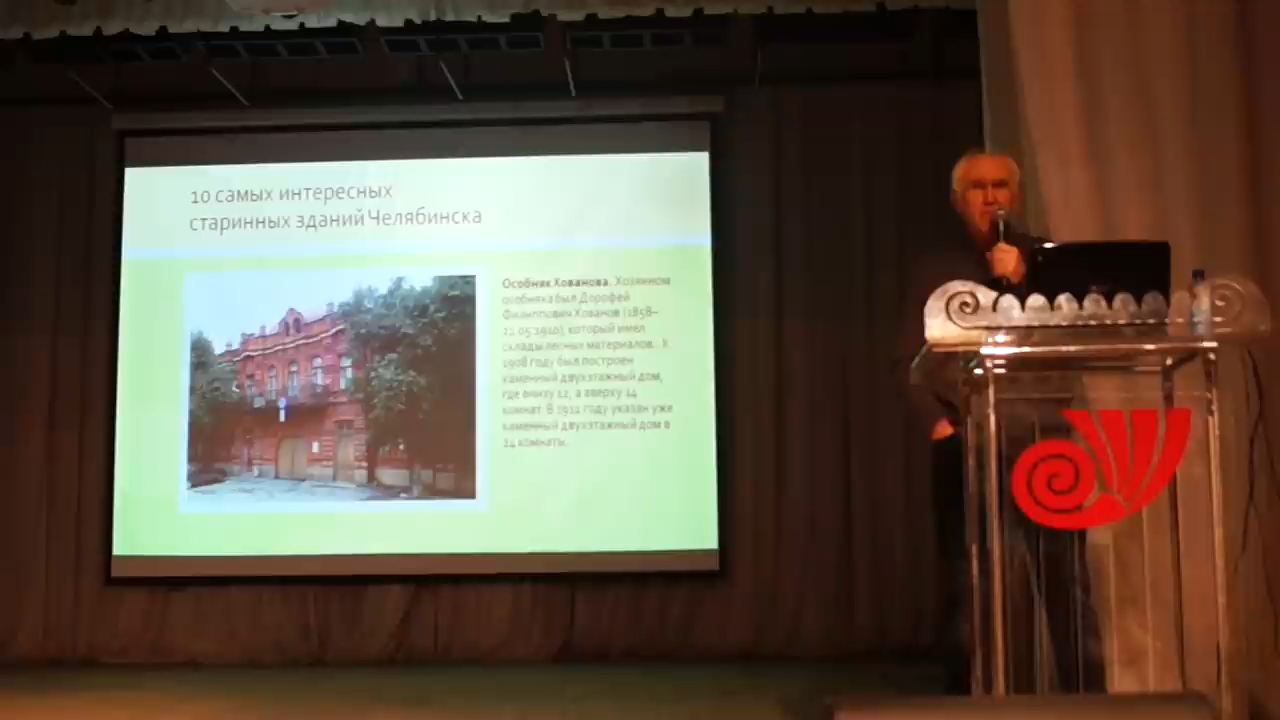 10 самых интересных
старинных зданий Челябинска
Особняк Хованова. Хозяином
особняка был Дорофей
Филиппович Хованов (1858–
22.05.1910), который имел
склады лесных материалов. К
1908 году был построен
каменный двухэтажный дом,
где внизу 12, а вверху 14
комнат. В 1911 году указан уже
каменный двухэтажный дом в
24 комнаты.